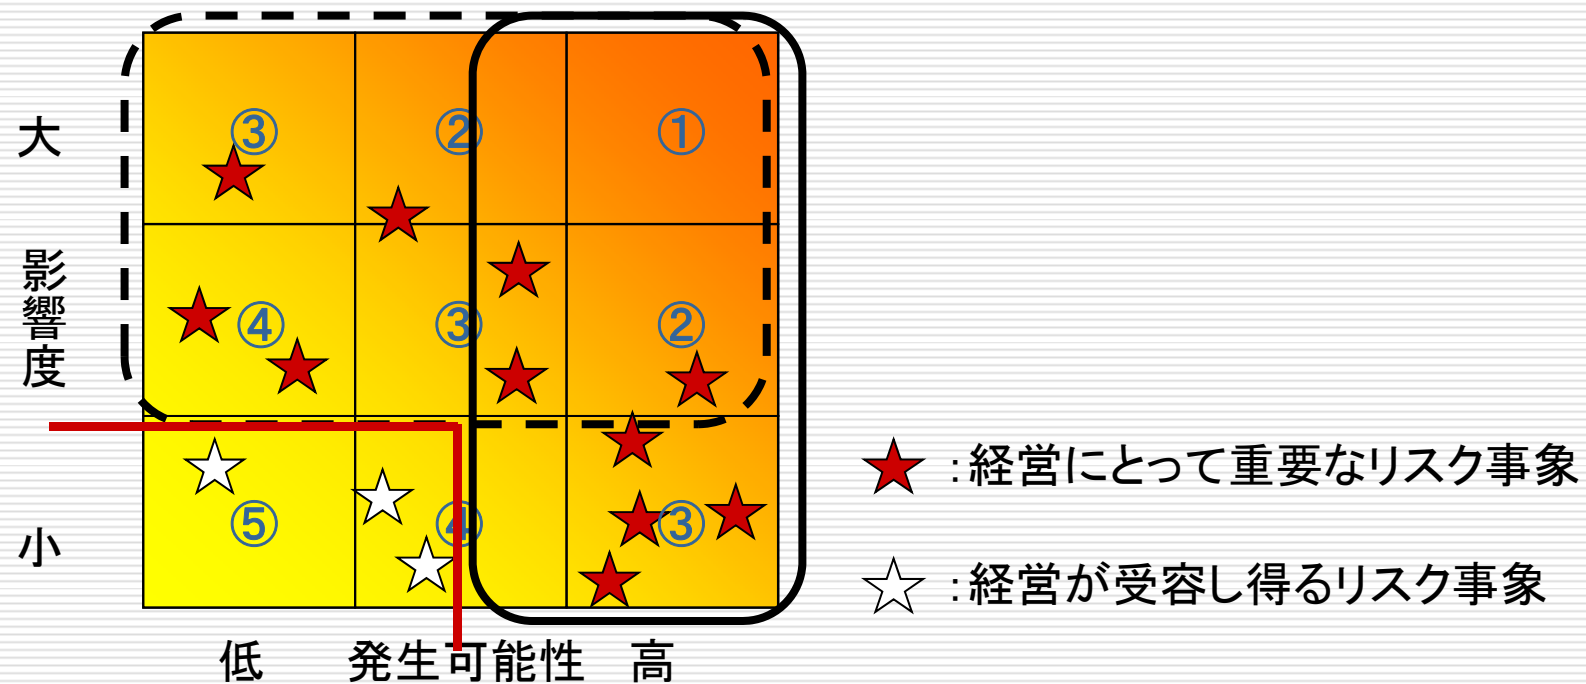 大
③ ② ①
影響度
④ ③ ②
小
⑤ ④ ③
低 発生可能性 高
:経営にとって重要なリスク事象
:経営が受容し得るリスク事象